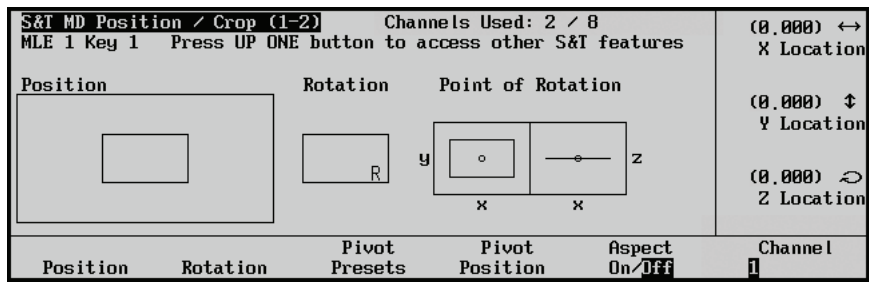 S&T MD Position / Crop (1-2) Channels Used: 2 / 8
MLE 1 Key 1 Press UP ONE button to access other S&T features
(0.000) ↔
X Location
Position Rotation Point of Rotation
(0.000) ↕
Y Location
R
y
z
x x
(0.000)
Z Location
Position Rotation Pivot Presets Pivot Position Aspect On/Off Channel 1